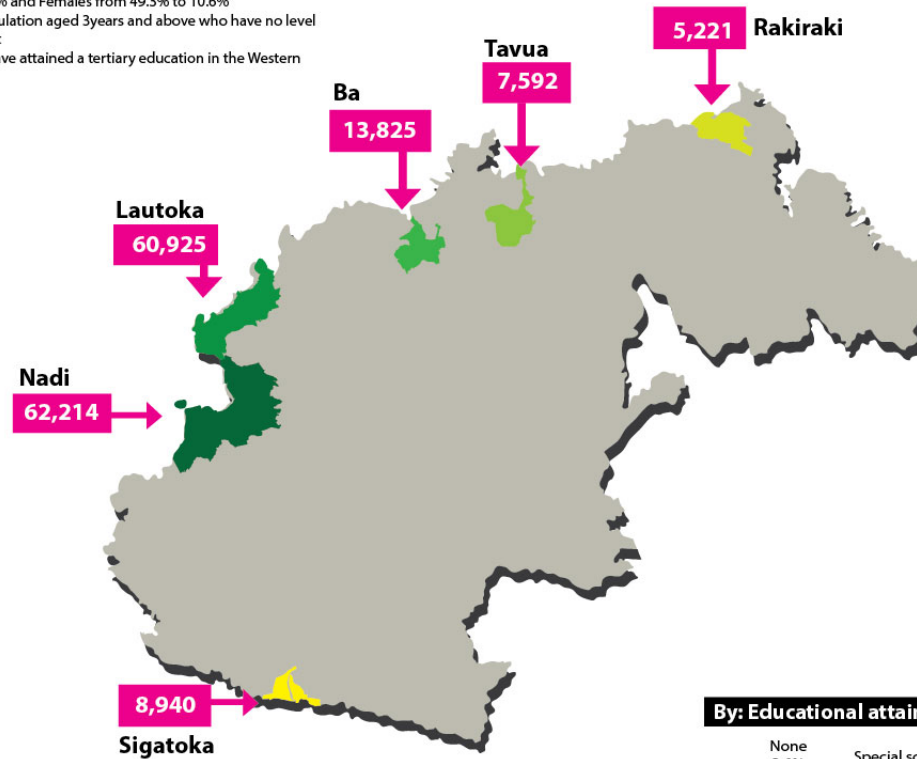 and Females from 49.3% to 10.6%
ulation aged 3years and above who have no level
ve attained a tertiary education in the Western
5,221
Rakiraki
Tavua
7,592
Ba
13,825
Lautoka
60,925
Nadi
62,214
8,940
Sigatoka
By: Educational attain
None
Special sc